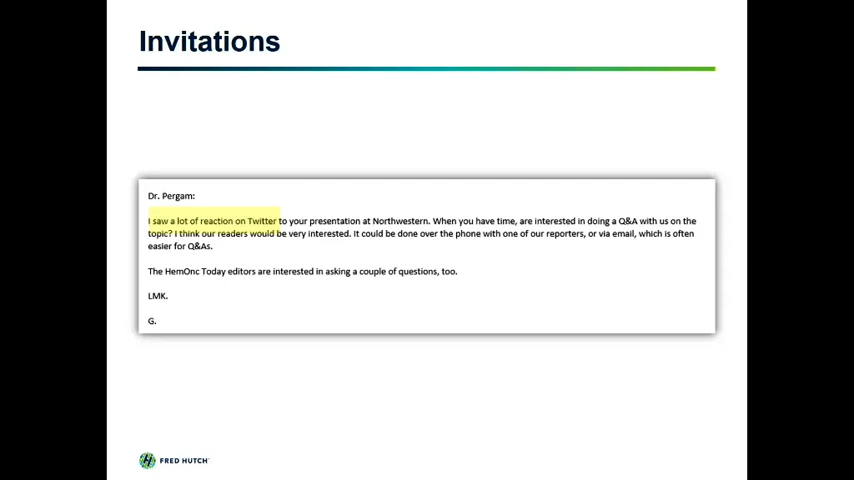 Invitations
Dr. Pergam:
I saw a lot of reaction on Twitter to your presentation at Northwestern. When you have time, are interested in doing a Q&A with us on the
topic? I think our readers would be very interested. It could be done over the phone with one of our reporters, or via email, which is often
easier for Q&As.
The HemOnc Today editors are interested in asking a couple of questions, too.
LMK.
G.
FRED HUTCH